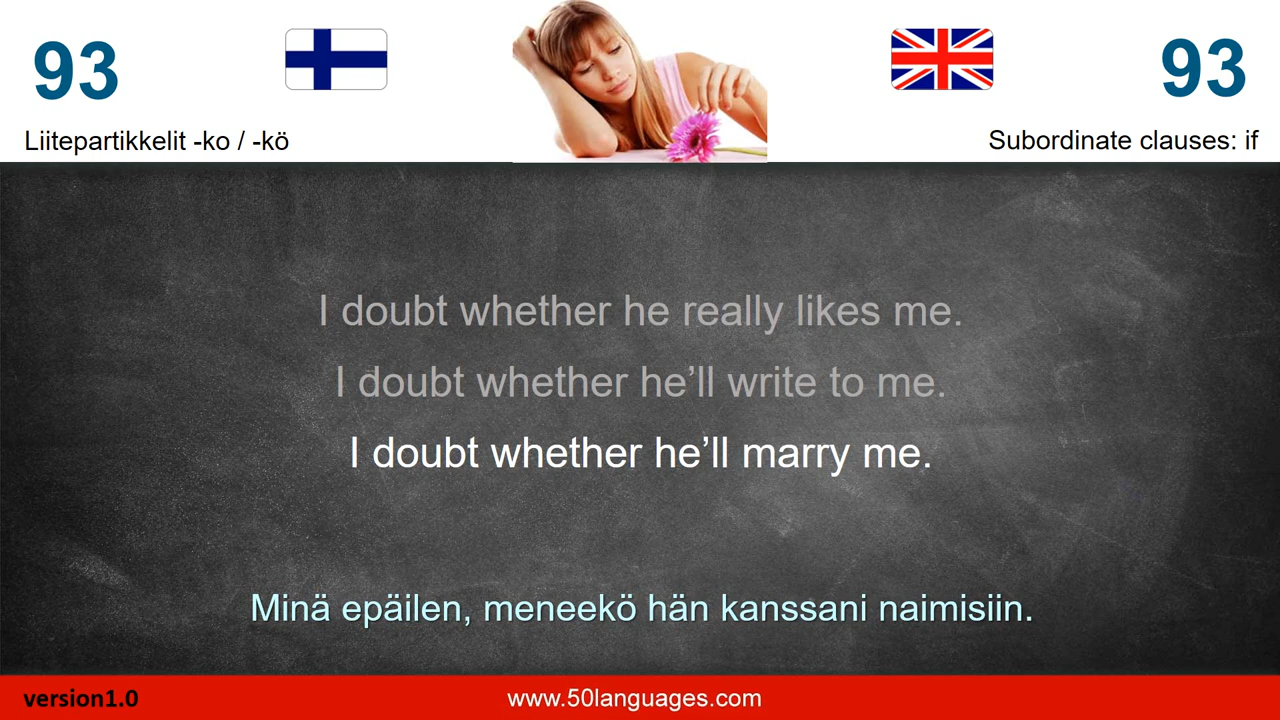 93
93
Liitepartikkelit -ko / -kö
Subordinate clauses: if
I doubt whether he really likes me.
I doubt whether he’ll write to me.
I doubt whether he’ll marry me.
Minä epäilen, meneekö hän kanssani naimisiin.
version1.0
www.50languages.com